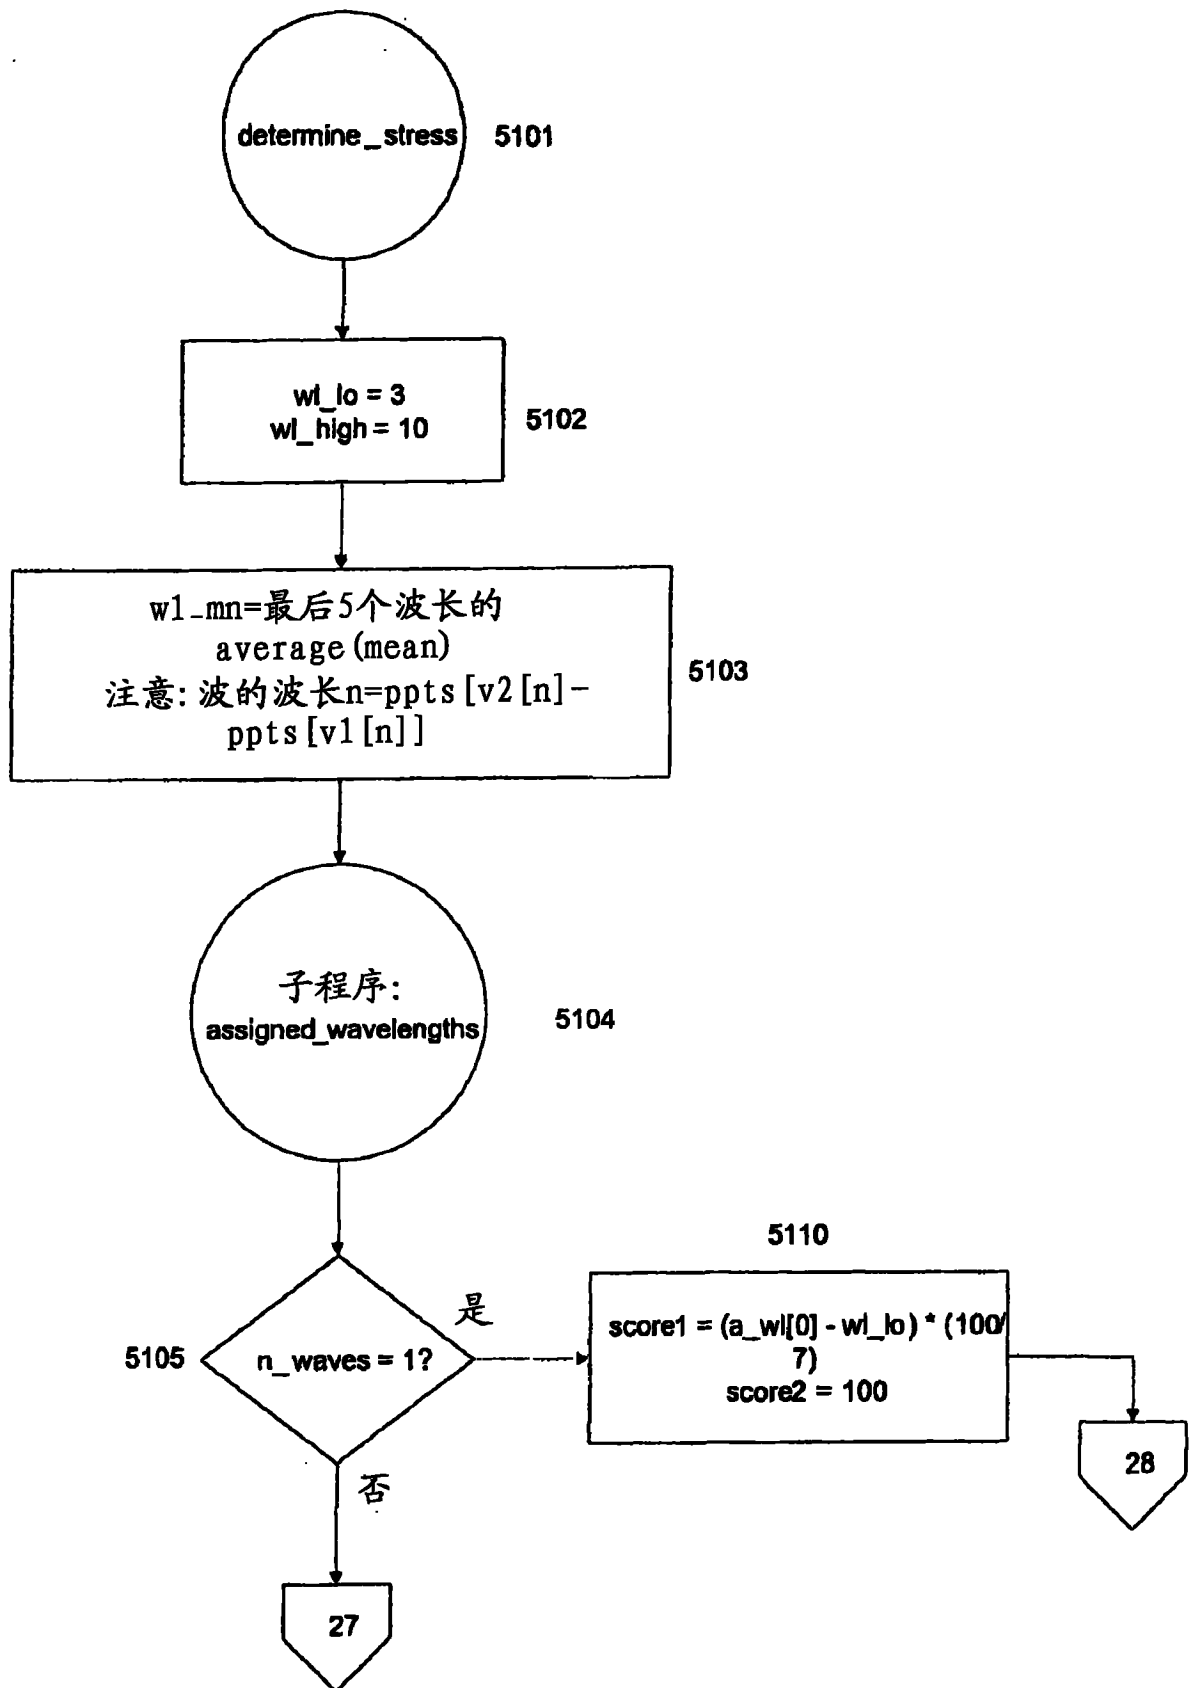 determine_stress
5101
wl_lo = 3
wl_high = 10
5102
w1_mn=最后5个波长的
average(mean)
注意:波的波长n=ppts[v2[n]-
ppts[v1[n]]
5103
子程序:
assigned_wavelengths
5104
5110
score1 = (a_wl[0] - wl_lo) * (100/
7)
score2 = 100
是
5105
n_waves = 1?
28
否
27